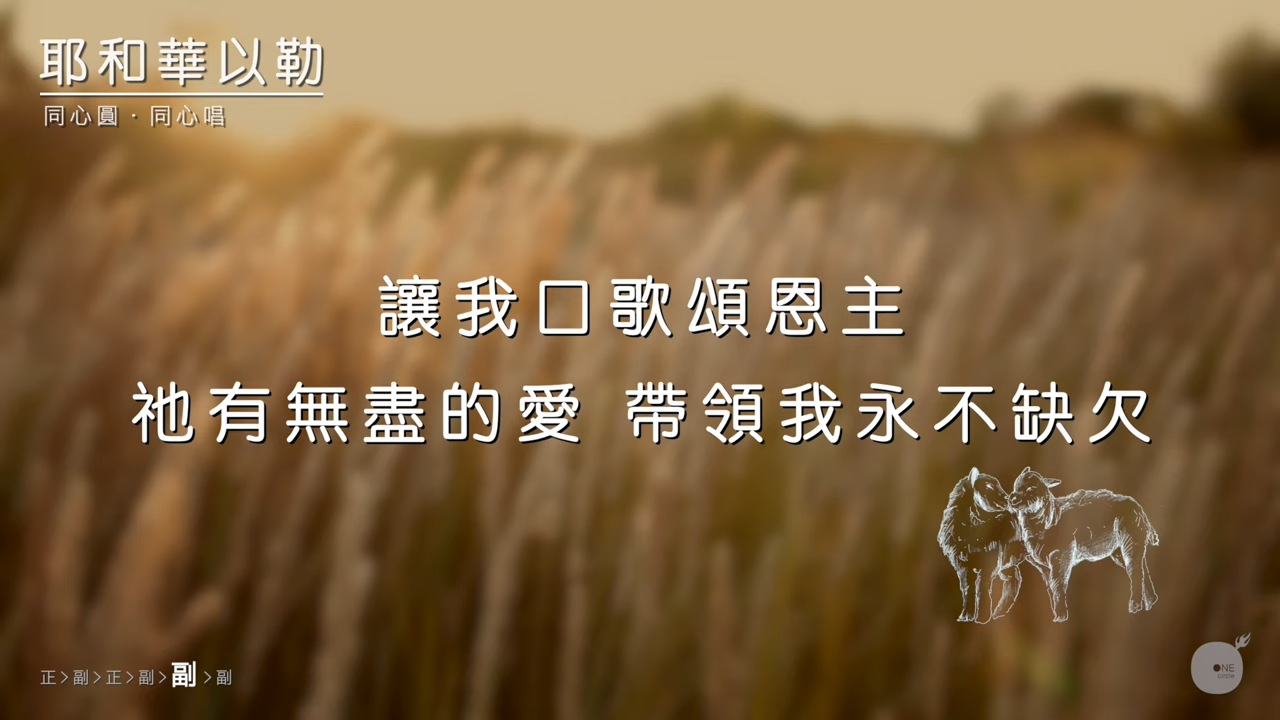 耶和華以勒
同心圓·同心唱
讓我口歌頌恩主
祂有無盡的愛 帶領我永不缺欠
正>副>正>副>副>副
ONE
circle